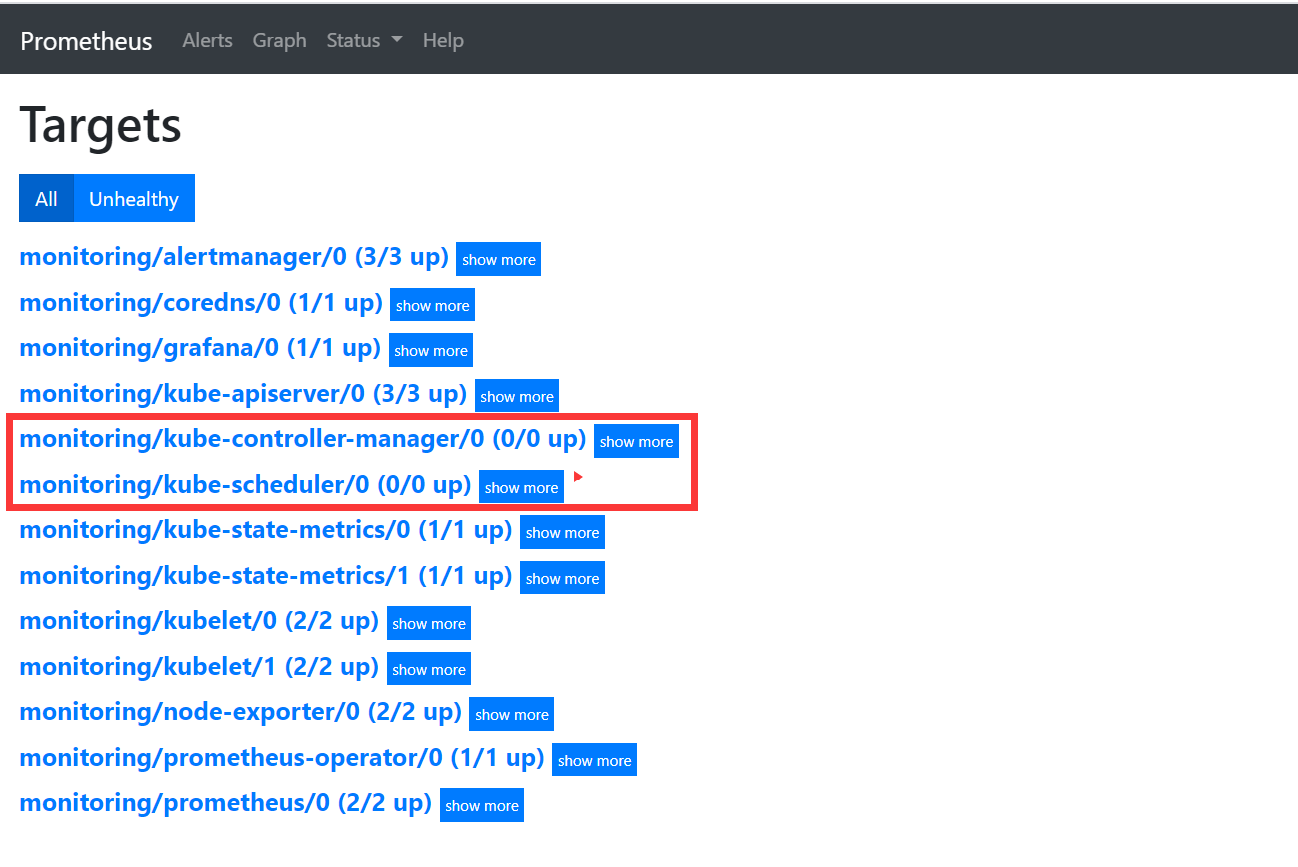 Prometheus Alerts Graph Status Help
Targets
All Unhealthy
monitoring/alertmanager/0 (3/3 up) show more
monitoring/coredns/0 (1/1 up) show more
monitoring/grafana/0 (1/1 up) show more
monitoring/kube-apiserver/0 (3/3 up) show more
monitoring/kube-controller-manager/0 (0/0 up) show more
monitoring/kube-scheduler/0 (0/0 up) show more
monitoring/kube-state-metrics/0 (1/1 up) show more
monitoring/kube-state-metrics/1 (1/1 up) show more
monitoring/kubelet/0 (2/2 up) show more
monitoring/kubelet/1 (2/2 up) show more
monitoring/node-exporter/0 (2/2 up) show more
monitoring/prometheus-operator/0 (1/1 up) show more
monitoring/prometheus/0 (2/2 up) show more